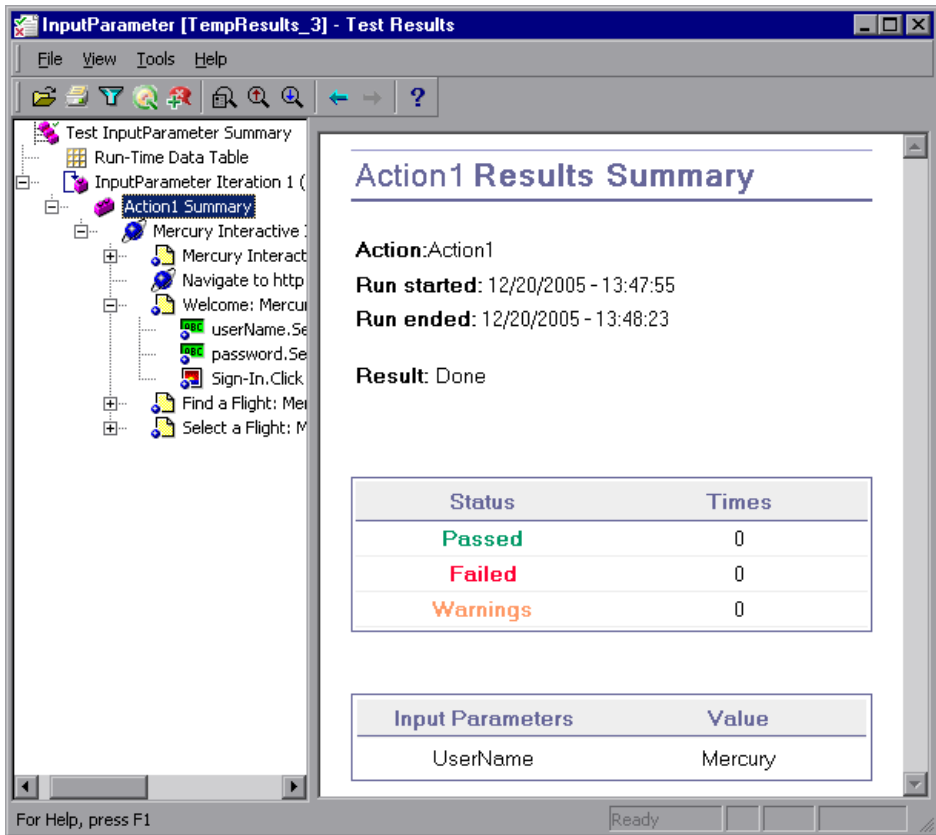 InputParameter [TempResults_3] - Test Results
File View Tools Help
Test InputParameter Summary
Run-Time Data Table
InputParameter Iteration 1 (
Action1 Summary
Mercury Interactive
Mercury Interact
Navigate to http
Welcome: Mercur
ABC userName.Se
ABC password.Se
Sign-In.Click
Find a Flight: Mer
Select a Flight: M
Action1 Results Summary
Action:Action1
Run started: 12/20/2005 - 13:47:55
Run ended: 12/20/2005 - 13:48:23
Result: Done
Status Times
Passed 0
Failed 0
Warnings 0
Input Parameters Value
UserName Mercury
For Help, press F1
Ready